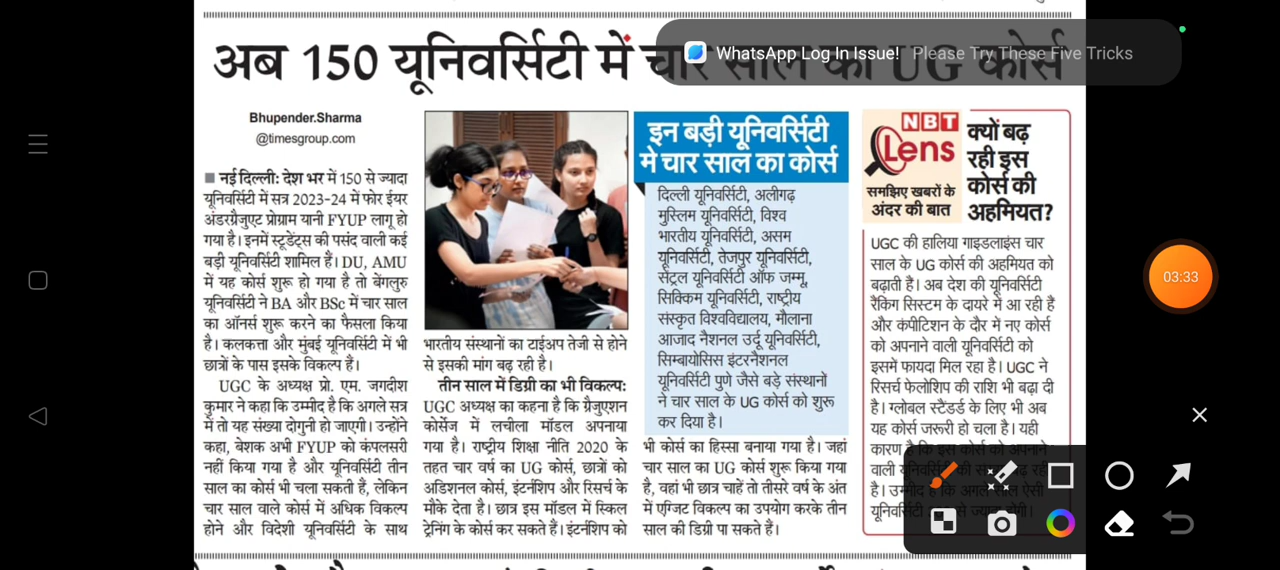 अब 150 यूनिवर्सिटी में चार साल का UG कोर्स
WhatsApp Log In Issue! Please Try These Five Tricks
Bhupender.Sharma
@timesgroup.com
नई दिल्ली: देश भर में 150 से ज्यादा
यूनिवर्सिटी में सत्र 2023-24 में फोर ईयर
अंडरग्रैजुएट प्रोग्राम यानी FYUP लागू हो
गया है। इनमें स्टूडेंट्स की पसंद वाली कई
बड़ी यूनिवर्सिटी शामिल हैं। DU, AMU
में यह कोर्स शुरू हो गया है तो बेंगलुरु
यूनिवर्सिटी ने BA और BSc में चार साल
का ऑनर्स शुरू करने का फैसला किया
है। कलकत्ता और मुंबई यूनिवर्सिटी में भी
छात्रों के पास इसके विकल्प हैं।
UGC के अध्यक्ष प्रो. एम. जगदीश
कुमार ने कहा कि उम्मीद है कि अगले सत्र
में तो यह संख्या दोगुनी हो जाएगी। उन्होंने
कहा, बेशक अभी FYUP को कंपलसरी
नहीं किया गया है और यूनिवर्सिटी तीन
साल का कोर्स भी चला सकती हैं, लेकिन
चार साल वाले कोर्स में अधिक विकल्प
होने और विदेशी यूनिवर्सिटी के साथ
भारतीय संस्थानों का टाईअप तेजी से होने
से इसकी मांग बढ़ रही है।
तीन साल में डिग्री का भी विकल्प:
UGC अध्यक्ष का कहना है कि ग्रैजुएशन
कोर्सेज में लचीला मॉडल अपनाया
गया है। राष्ट्रीय शिक्षा नीति 2020 के
तहत चार वर्ष का UG कोर्स, छात्रों को
अडिशनल कोर्स, इंटर्नशिप और रिसर्च के
मौके देता है। छात्र इस मॉडल में स्किल
ट्रेनिंग के कोर्स कर सकते हैं। इंटर्नशिप को
इन बड़ी यूनिवर्सिटी
मे चार साल का कोर्स
दिल्ली यूनिवर्सिटी, अलीगढ़
मुस्लिम यूनिवर्सिटी, विश्व
भारतीय यूनिवर्सिटी, असम
यूनिवर्सिटी, तेजपुर यूनिवर्सिटी,
सेंट्रल यूनिवर्सिटी ऑफ जम्मू,
सिक्किम यूनिवर्सिटी, राष्ट्रीय
संस्कृत विश्वविद्यालय, मौलाना
आजाद नैशनल उर्दू यूनिवर्सिटी,
सिम्बायोसिस इंटरनैशनल
यूनिवर्सिटी पुणे जैसे बड़े संस्थानों
ने चार साल के UG कोर्स को शुरू
कर दिया है।
भी कोर्स का हिस्सा बनाया गया है। जहां
चार साल का UG कोर्स शुरू किया गया
है, वहां भी छात्र चाहें तो तीसरे वर्ष के अंत
में एग्जिट विकल्प का उपयोग करके तीन
साल की डिग्री पा सकते हैं।
NBT
Lens
समझिए खबरों के
अंदर की बात
क्यों बढ़
रही इस
कोर्स की
अहमियत?
UGC की हालिया गाइडलाइंस चार
साल के UG कोर्स की अहमियत को
बढ़ाती है। अब देश की यूनिवर्सिटी
रैंकिंग सिस्टम के दायरे में आ रही हैं
और कंपीटिशन के दौर में नए कोर्स
को अपनाने वाली यूनिवर्सिटी को
इसमें फायदा मिल रहा है। UGC ने
रिसर्च फेलोशिप की राशि भी बढ़ा दी
है। ग्लोबल स्टैंडर्ड के लिए भी अब
यह कोर्स जरूरी हो चला है। यही
कारण है कि इस कोर्स को अपनाने
वाली यूनिवर्सिटी की बढ़ रही
है। उम्मीद है कि अगले साल ऐसी
03:33